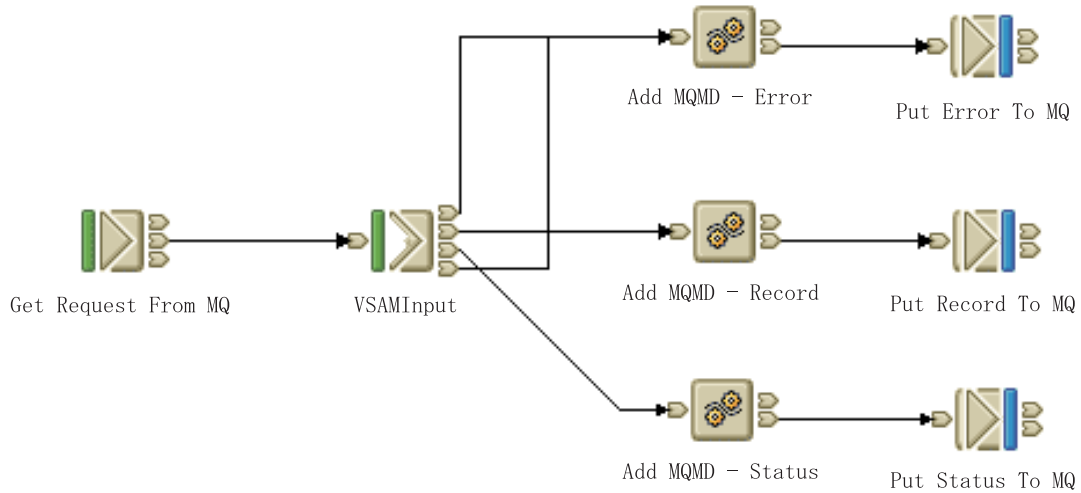 Add MQMD - Error
Put Error To MQ
Get Request From MQ
VSAMInput
Add MQMD - Record
Put Record To MQ
Add MQMD - Status
Put Status To MQ